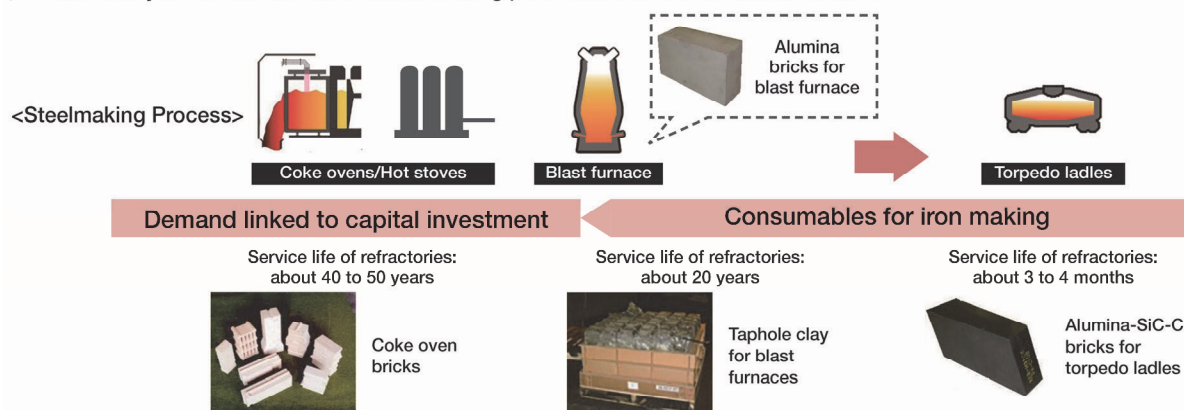 Alumina
bricks for
blast furnace
<Steelmaking Process>
Coke ovens/Hot stoves
Blast furnace
Torpedo ladles
Demand linked to capital investment
Consumables for iron making
Service life of refractories:
about 40 to 50 years
Service life of refractories:
about 20 years
Service life of refractories:
about 3 to 4 months
Coke oven
bricks
Taphole clay
for blast
furnaces
Alumina-SiC-C
bricks for
torpedo ladles